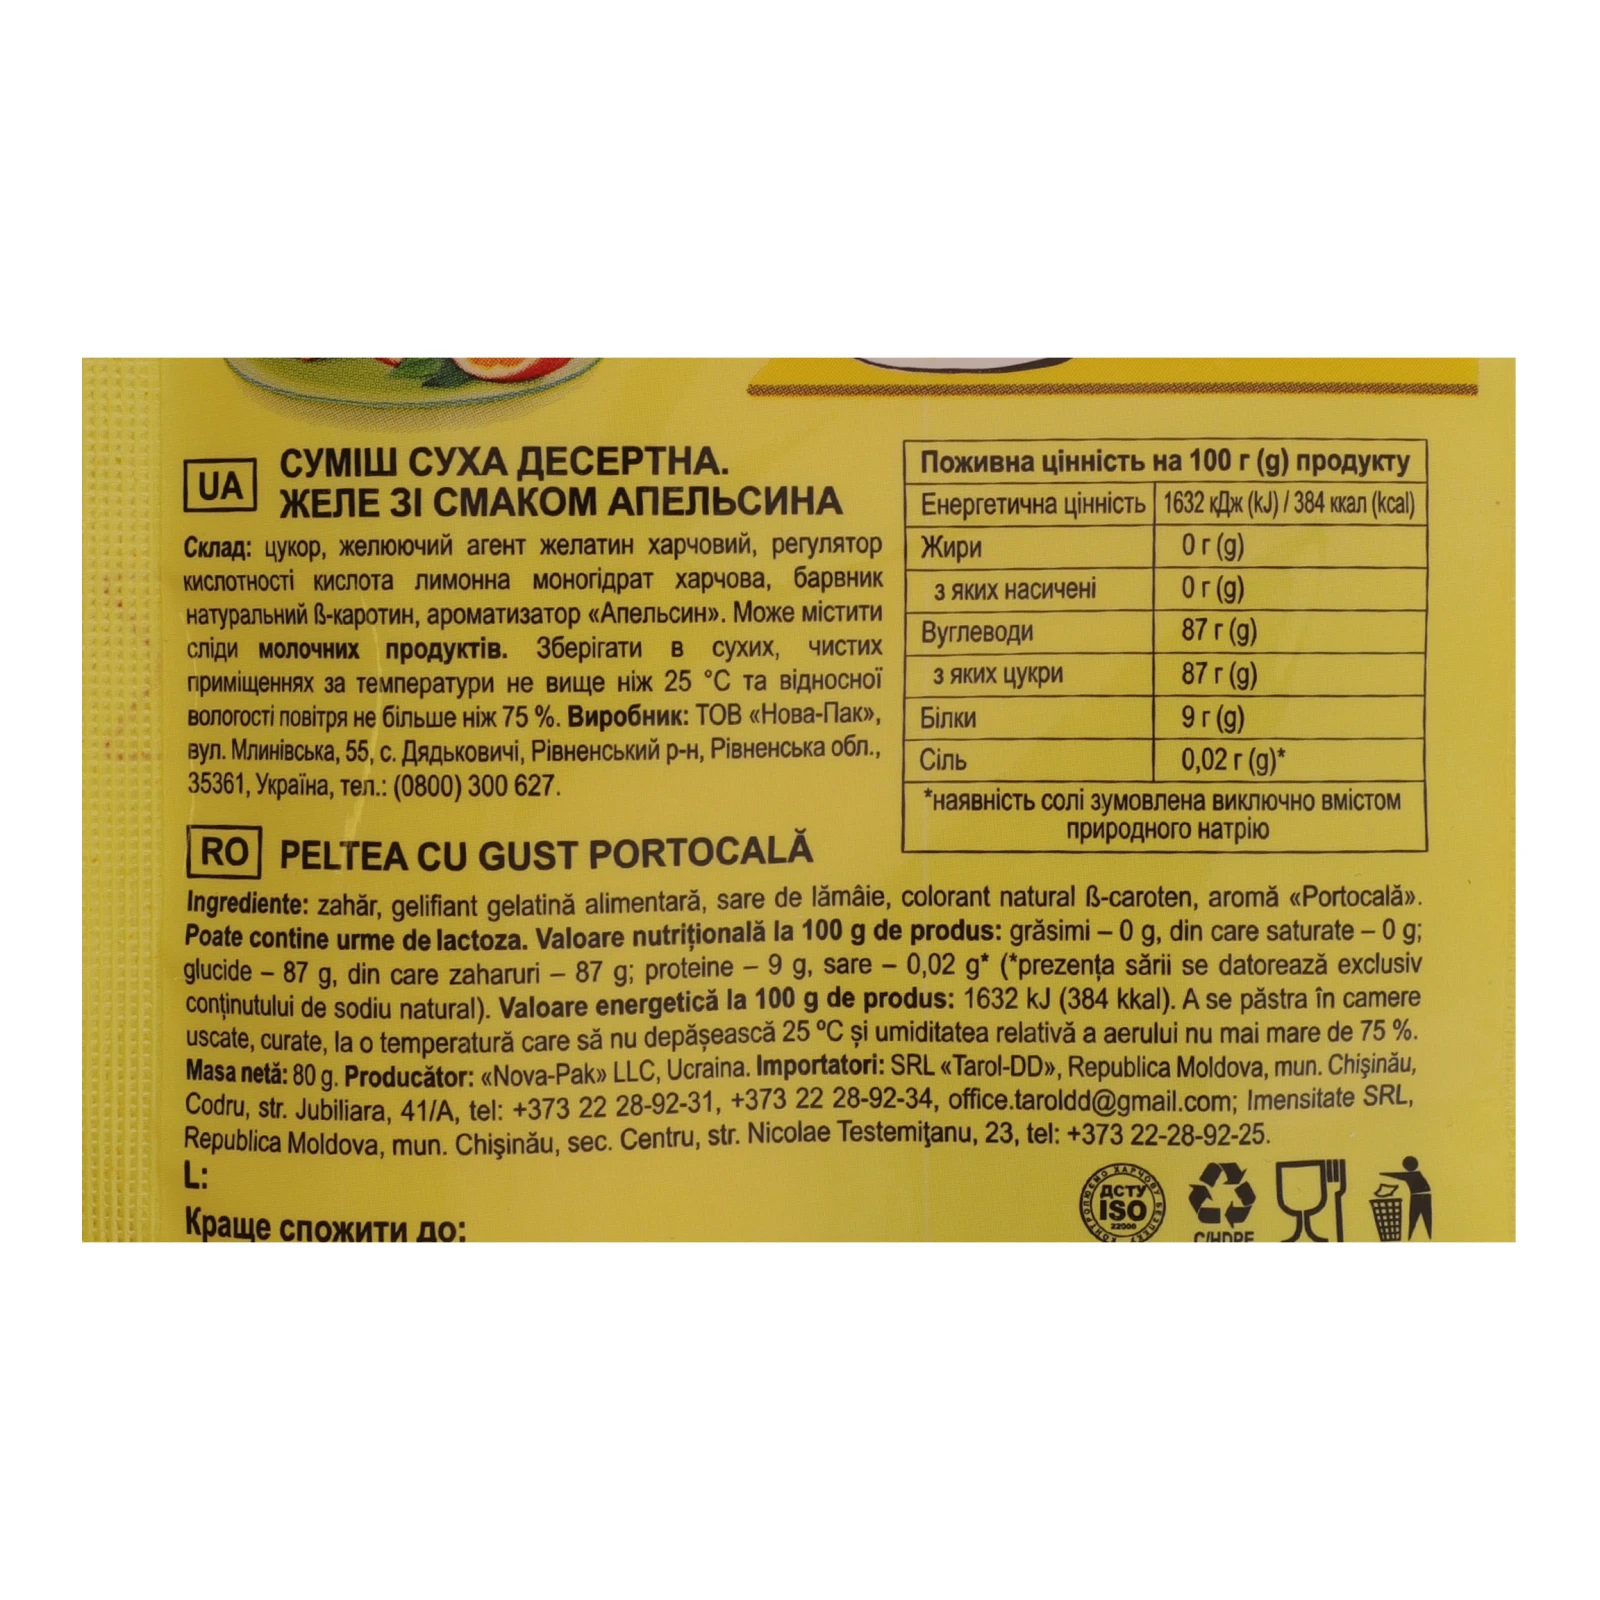 UA
СУМІШ СУХА ДЕСЕРТНА.
ЖЕЛЕ ЗІ СМАКОМ АПЕЛЬСИНА
Склад: цукор, желюючий агент желатин харчовий, регулятор
кислотності кислота лимонна моногідрат харчова, барвник
натуральний ß-каротин, ароматизатор «Апельсин». Може містити
сліди молочних продуктів. Зберігати в сухих, чистих
приміщеннях за температури не вище ніж 25 °С та відносної
вологості повітря не більше ніж 75 %. Виробник: ТОВ «Нова-Пак»,
вул. Млинівська, 55, с. Дядьковичі, Рівненський р-н, Рівненська обл.,
35361, Україна, тел.: (0800) 300 627.
Поживна цінність на 100 г (g) продукту
Енергетична цінність 1632 кДж (kJ) / 384 ккал (kcal)
Жири 0 г (g)
з яких насичені 0 г (g)
Вуглеводи 87 г (g)
з яких цукри 87 г (g)
Білки 9 г (g)
Сіль 0,02 г (g)*
*наявність солі зумовлена виключно вмістом
природного натрію
RO PELTEA CU GUST PORTOCALĂ
Ingrediente: zahăr, gelifiant gelatină alimentară, sare de lămâie, colorant natural ß-caroten, aromă «Portocală».
Poate contine urme de lactoza. Valoare nutrițională la 100 g de produs: grăsimi – 0 g, din care saturate – 0 g;
glucide – 87 g, din care zaharuri – 87 g; proteine – 9 g, sare – 0,02 g* (*prezența sării se datorează exclusiv
conținutului de sodiu natural). Valoare energetică la 100 g de produs: 1632 kJ (384 kkal). A se păstra în camere
uscate, curate, la o temperatură care să nu depășească 25 ºC și umiditatea relativă a aerului nu mai mare de 75 %.
Masa netă: 80 g. Producător: «Nova-Pak» LLC, Ucraina. Importatori: SRL «Tarol-DD», Republica Moldova, mun. Chişinău,
Codru, str. Jubiliara, 41/A, tel: +373 22 28-92-31, +373 22 28-92-34, office.taroldd@gmail.com; Imensitate SRL,
Republica Moldova, mun. Chişinău, sec. Centru, str. Nicolae Testemiţanu, 23, tel: +373 22-28-92-25.
L:
Краще спожити до:
ДСТУ
ISO
22000
C/HDPE